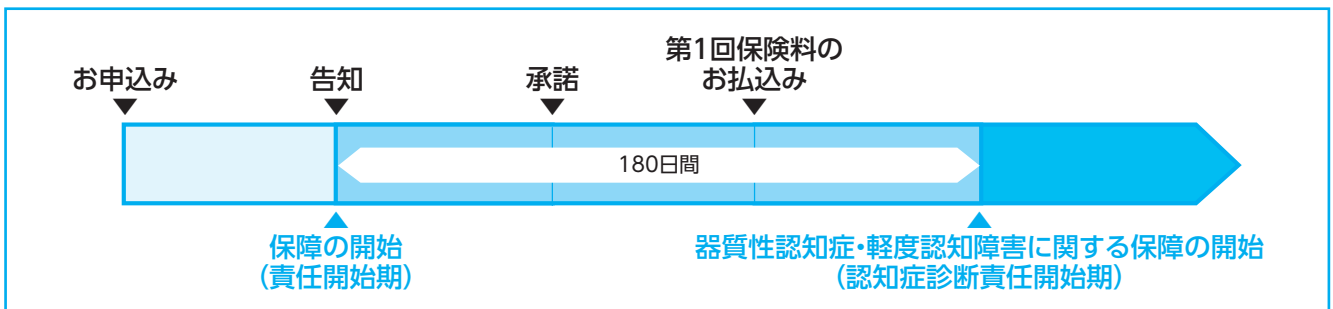 お申込み
告知
承諾
第1回保険料の
お払込み
180日間
保障の開始
(責任開始期)
器質性認知症・軽度認知障害に関する保障の開始
(認知症診断責任開始期)